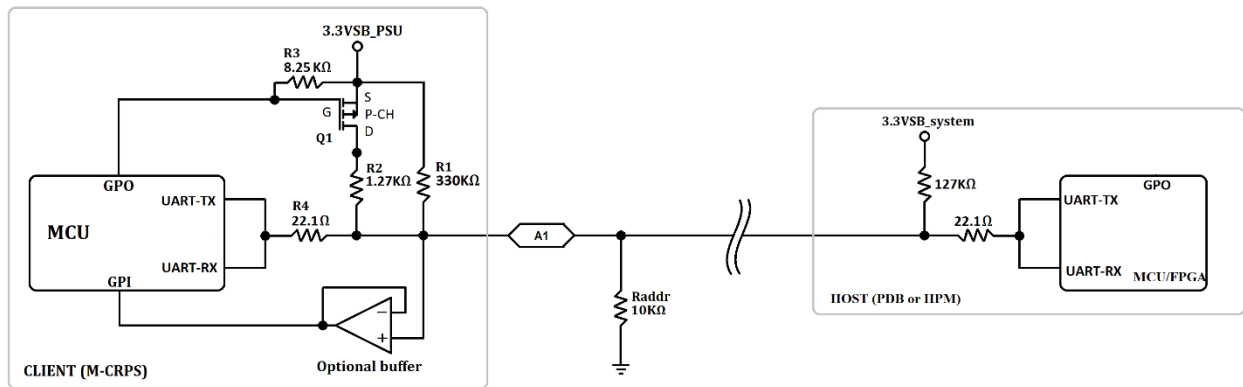 3.3VSB_PSU
R3
8.25KΩ
S
G
P-CH
D
Q1
R2
1.27KΩ
R1
330KΩ
GPO
UART-TX
MCU
R4
22.1Ω
UART-RX
GPI
A1
Raddr
10KΩ
Optional buffer
CLIENT (M-CRPS)
3.3VSB_system
127KΩ
22.1Ω
GPO
UART-TX
UART-RX
MCU/FPGA
HOST (PDB or HPM)